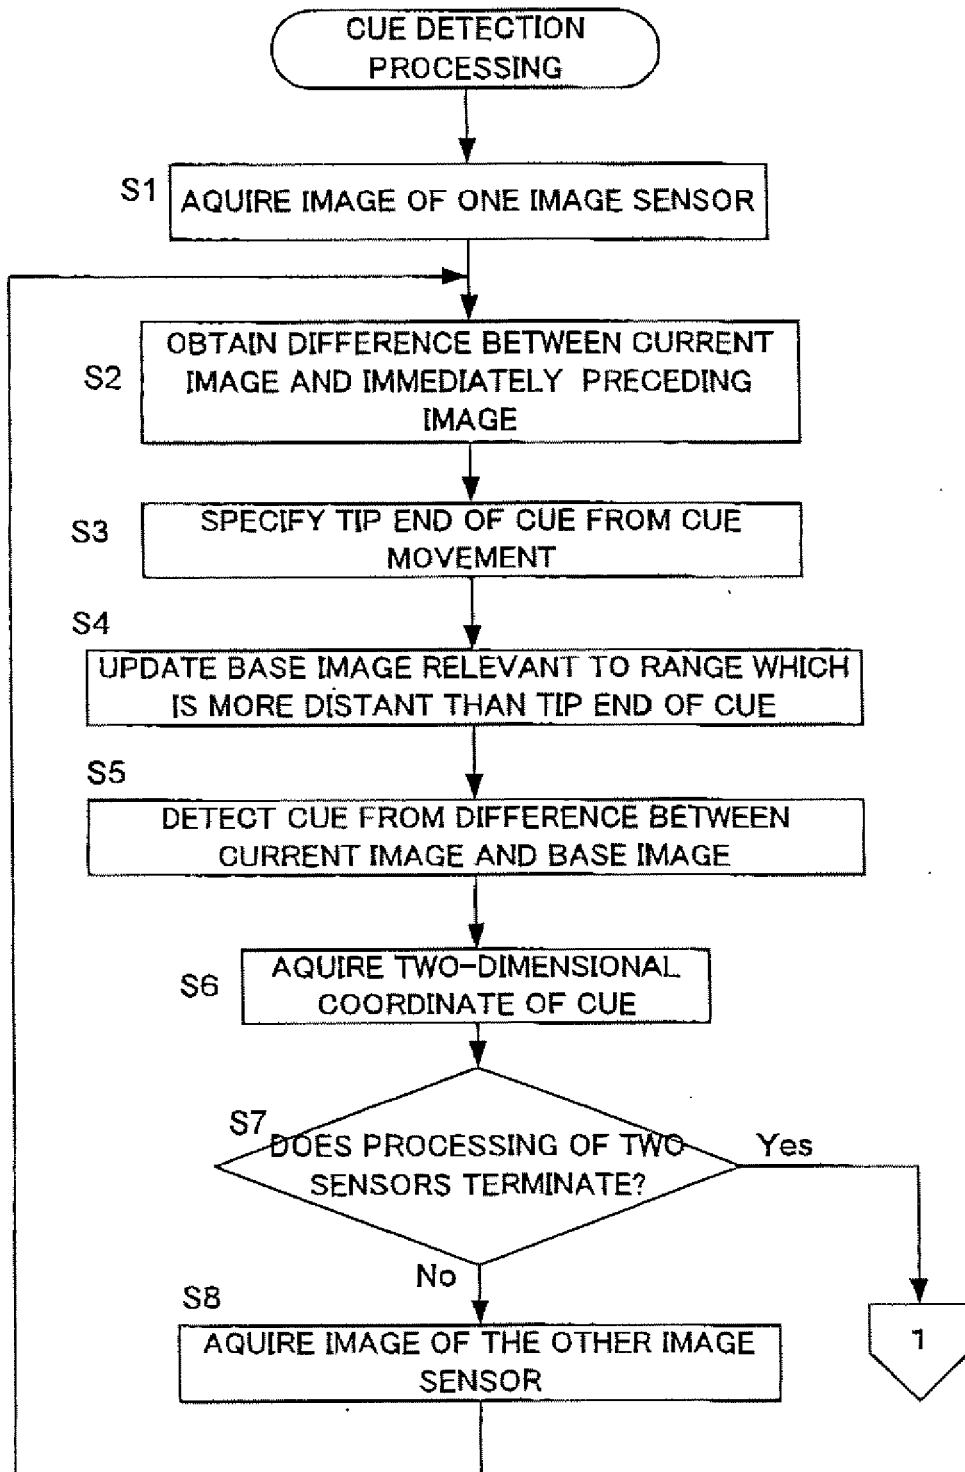 CUE DETECTION
PROCESSING
S1
AQUIRE IMAGE OF ONE IMAGE SENSOR
S2
OBTAIN DIFFERENCE BETWEEN CURRENT
IMAGE AND IMMEDIATELY PRECEDING
IMAGE
S3
SPECIFY TIP END OF CUE FROM CUE
MOVEMENT
S4
UPDATE BASE IMAGE RELEVANT TO RANGE WHICH
IS MORE DISTANT THAN TIP END OF CUE
S5
DETECT CUE FROM DIFFERENCE BETWEEN
CURRENT IMAGE AND BASE IMAGE
S6
AQUIRE TWO-DIMENSIONAL
COORDINATE OF CUE
S7
DOES PROCESSING OF TWO
SENSORS TERMINATE?
Yes
No
S8
AQUIRE IMAGE OF THE OTHER IMAGE
SENSOR
1